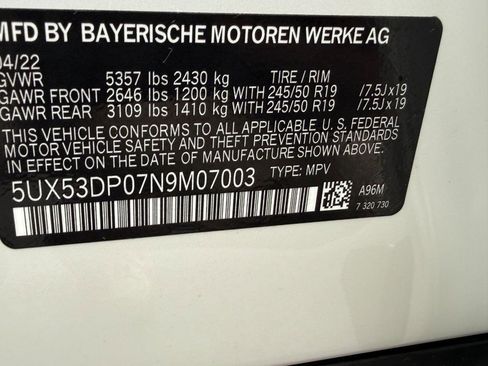 MFD BY BAYERISCHE MOTOREN WERKE AG
04/22
GVWR 5357 lbs 2430 kg TIRE / RIM
GAWR FRONT 2646 lbs 1200 kg WITH 245/50 R19 /7.5J x 19
GAWR REAR 3109 lbs 1410 kg WITH 245/50 R19 /7.5J x 19
THIS VEHICLE CONFORMS TO ALL APPLICABLE U. S. FEDERAL
MOTOR VEHICLE SAFETY AND THEFT PREVENTION STANDARDS
IN EFFECT ON THE DATE OF MANUFACTURE SHOWN ABOVE.
5UX53DP07N9M07003 TYPE: MPV
A96M
7 320 730